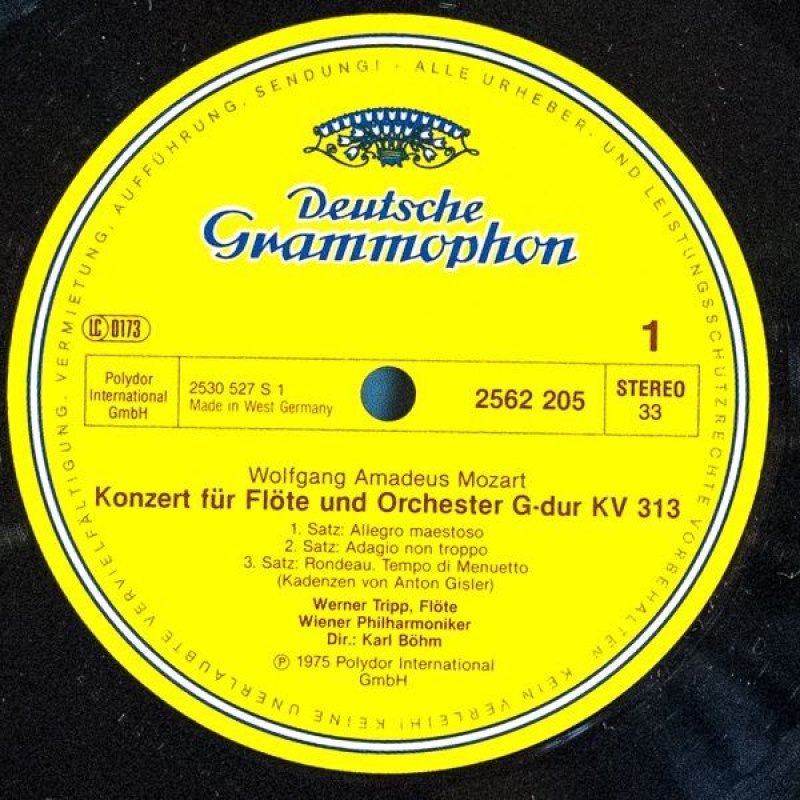 ALLE URHEBER- UND LEISTUNGSSCHUTZRECHTE VORBEHALTEN · KEIN VERLEIH! KEINE UNERLAUBTE VERVIELFÄLTIGUNG, VERMIETUNG, AUFFÜHRUNG, SENDUNG! ·
Deutsche
Grammophon
LC 0173
1
Polydor
International
GmbH
2530 527 S 1
Made in West Germany
2562 205
STEREO
33
Wolfgang Amadeus Mozart
Konzert für Flöte und Orchester G-dur KV 313
1. Satz: Allegro maestoso
2. Satz: Adagio non troppo
3. Satz: Rondeau. Tempo di Menuetto
(Kadenzen von Anton Gisler)
Werner Tripp, Flöte
Wiener Philharmoniker
Dir.: Karl Böhm
℗ 1975 Polydor International
GmbH